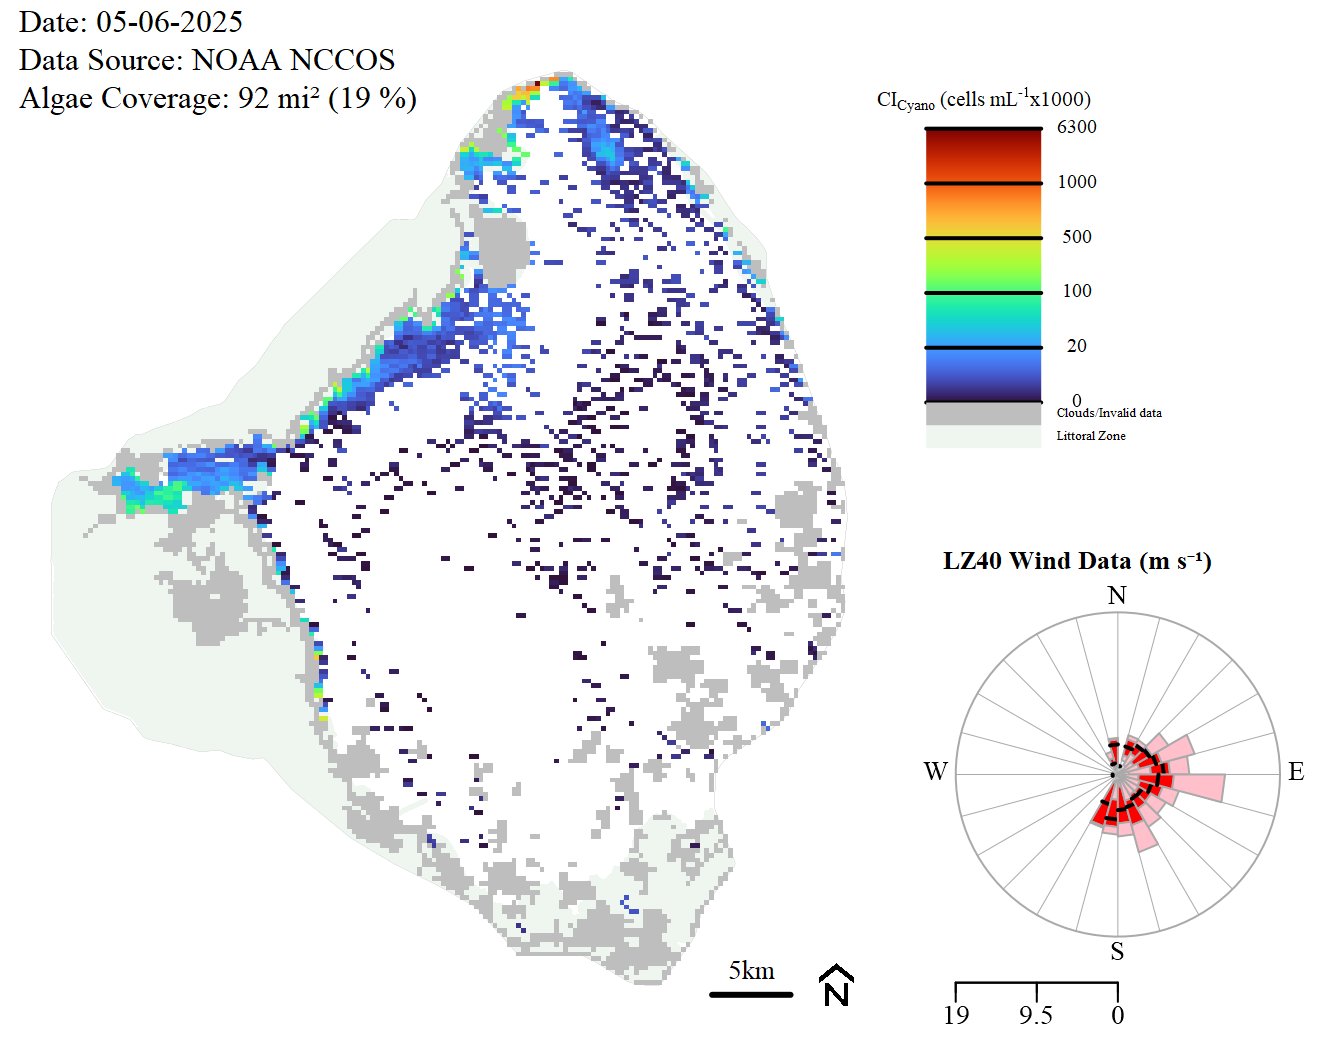 Date: 05-06-2025
Data Source: NOAA NCCOS
Algae Coverage: 92 mi² (19 %)
CI_Cyano (cells mL⁻¹x1000)
6300
1000
500
100
20
0
Clouds/Invalid data
Littoral Zone
LZ40 Wind Data (m s⁻¹)
N
W
E
S
5km
N
19 9.5 0